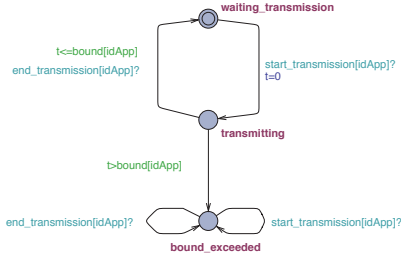 waiting_transmission
t<=bound[idApp]
end_transmission[idApp]?
start_transmission[idApp]?
t=0
transmitting
t>bound[idApp]
end_transmission[idApp]?
start_transmission[idApp]?
bound_exceeded